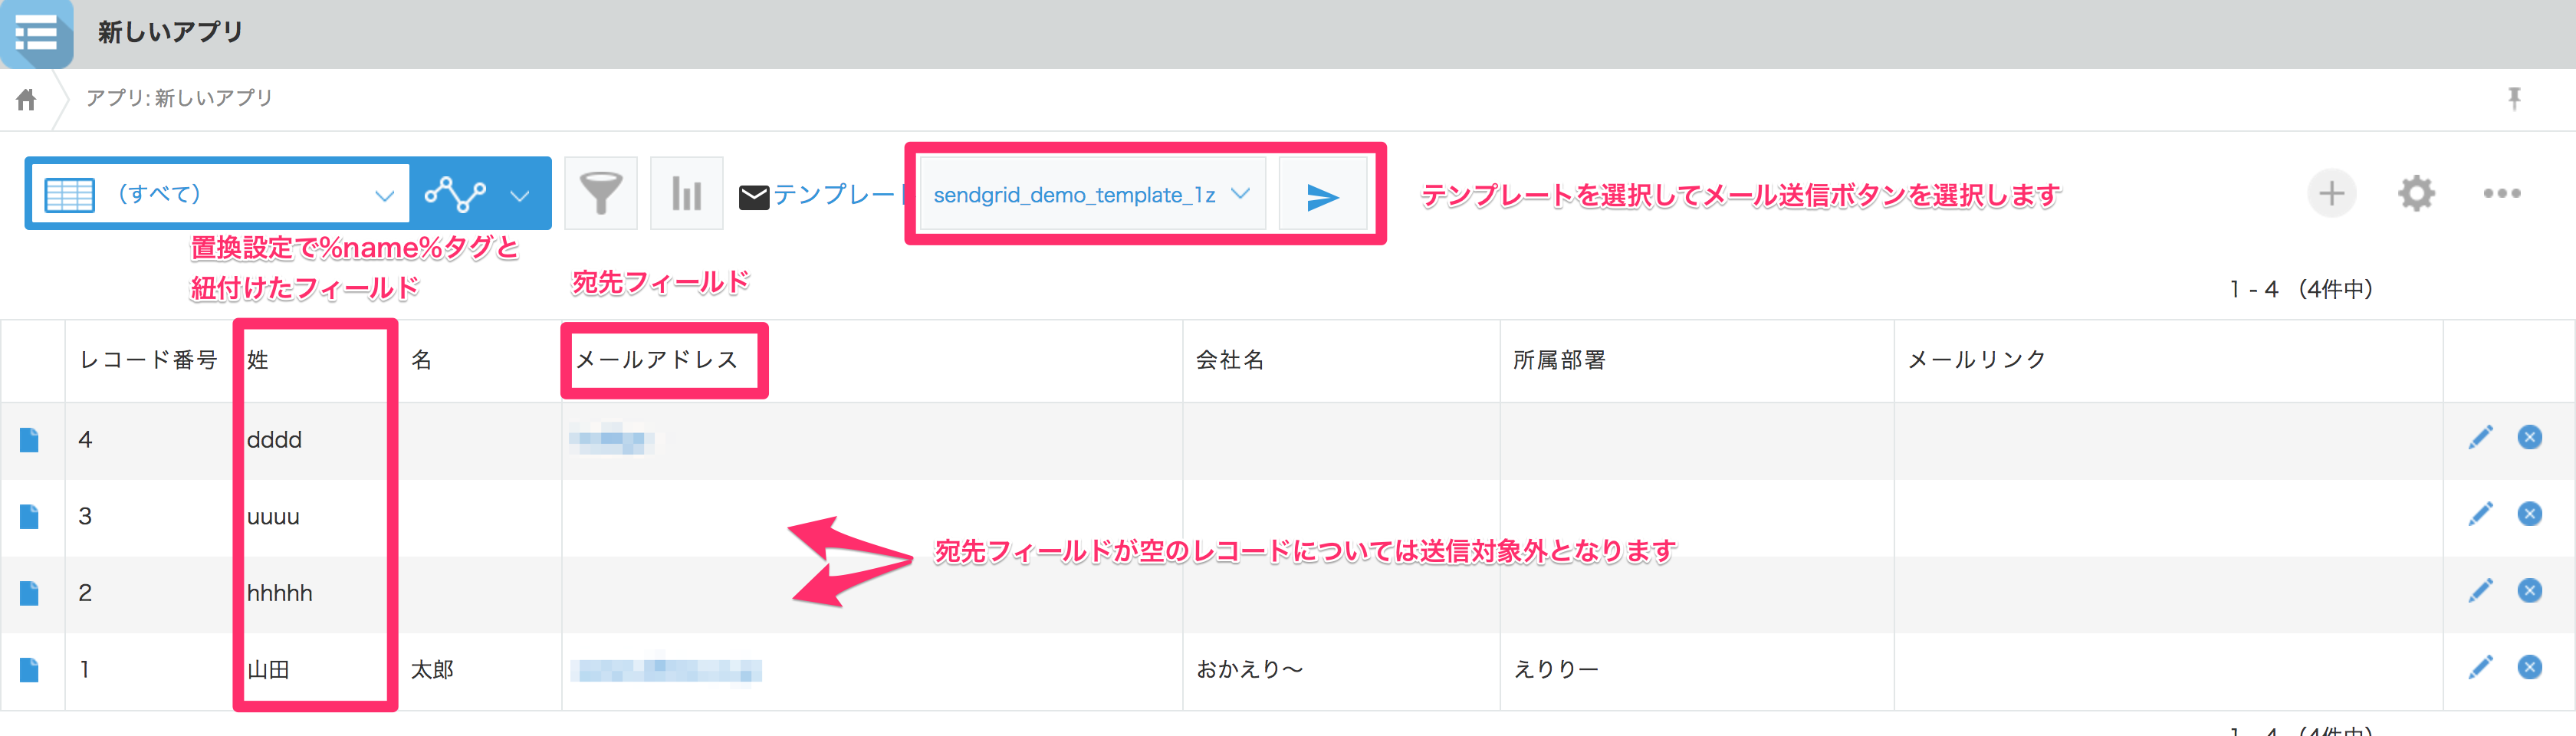 新しいアプリ
アプリ: 新しいアプリ
(すべて)
テンプレート
sendgrid_demo_template_1z
テンプレートを選択してメール送信ボタンを選択します
置換設定で%name%タグと
紐付けたフィールド
宛先フィールド
1 - 4 (4件中)
レコード番号 姓 名 メールアドレス 会社名 所属部署 メールリンク
4 dddd
3 uuuu
宛先フィールドが空のレコードについては送信対象外となります
2 hhhhh
1 山田 太郎 おかえり〜 えりりー
1 - 4 (4件中)